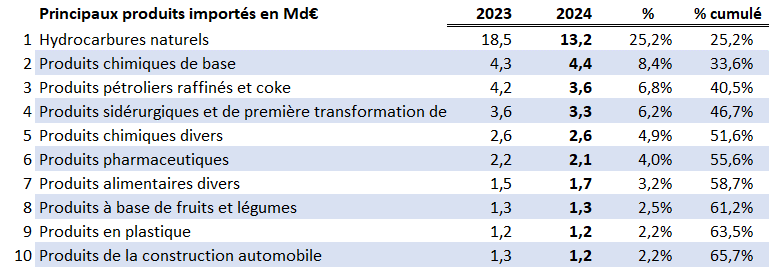 Principaux produits importés en Md€ 2023 2024 % % cumulé
1 Hydrocarbures naturels 18,5 13,2 25,2% 25,2%
2 Produits chimiques de base 4,3 4,4 8,4% 33,6%
3 Produits pétroliers raffinés et coke 4,2 3,6 6,8% 40,5%
4 Produits sidérurgiques et de première transformation de 3,6 3,3 6,2% 46,7%
5 Produits chimiques divers 2,6 2,6 4,9% 51,6%
6 Produits pharmaceutiques 2,2 2,1 4,0% 55,6%
7 Produits alimentaires divers 1,5 1,7 3,2% 58,7%
8 Produits à base de fruits et légumes 1,3 1,3 2,5% 61,2%
9 Produits en plastique 1,2 1,2 2,2% 63,5%
10 Produits de la construction automobile 1,3 1,2 2,2% 65,7%